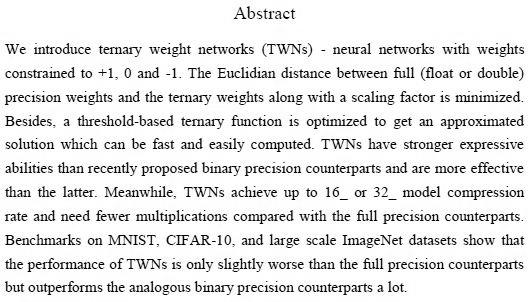 Abstract
We introduce ternary weight networks (TWNs) - neural networks with weights
constrained to +1, 0 and -1. The Euclidian distance between full (float or double)
precision weights and the ternary weights along with a scaling factor is minimized.
Besides, a threshold-based ternary function is optimized to get an approximated
solution which can be fast and easily computed. TWNs have stronger expressive
abilities than recently proposed binary precision counterparts and are more effective
than the latter. Meanwhile, TWNs achieve up to 16_ or 32_ model compression
rate and need fewer multiplications compared with the full precision counterparts.
Benchmarks on MNIST, CIFAR-10, and large scale ImageNet datasets show that
the performance of TWNs is only slightly worse than the full precision counterparts
but outperforms the analogous binary precision counterparts a lot.